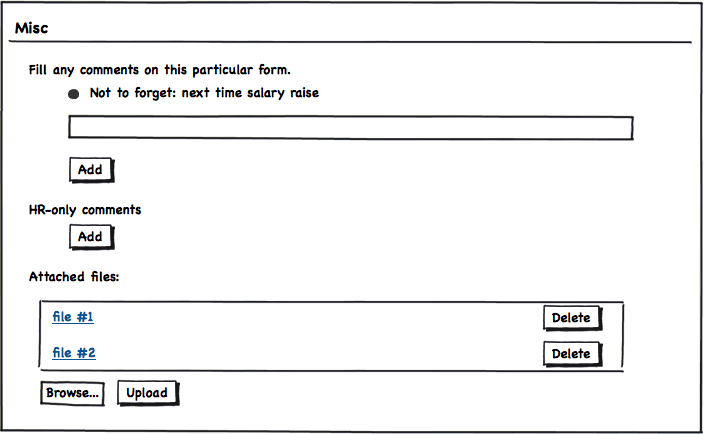 Misc
Fill any comments on this particular form.
Not to forget: next time salary raise
Add
HR-only comments
Add
Attached files:
file #1 Delete
file #2 Delete
Browse... Upload